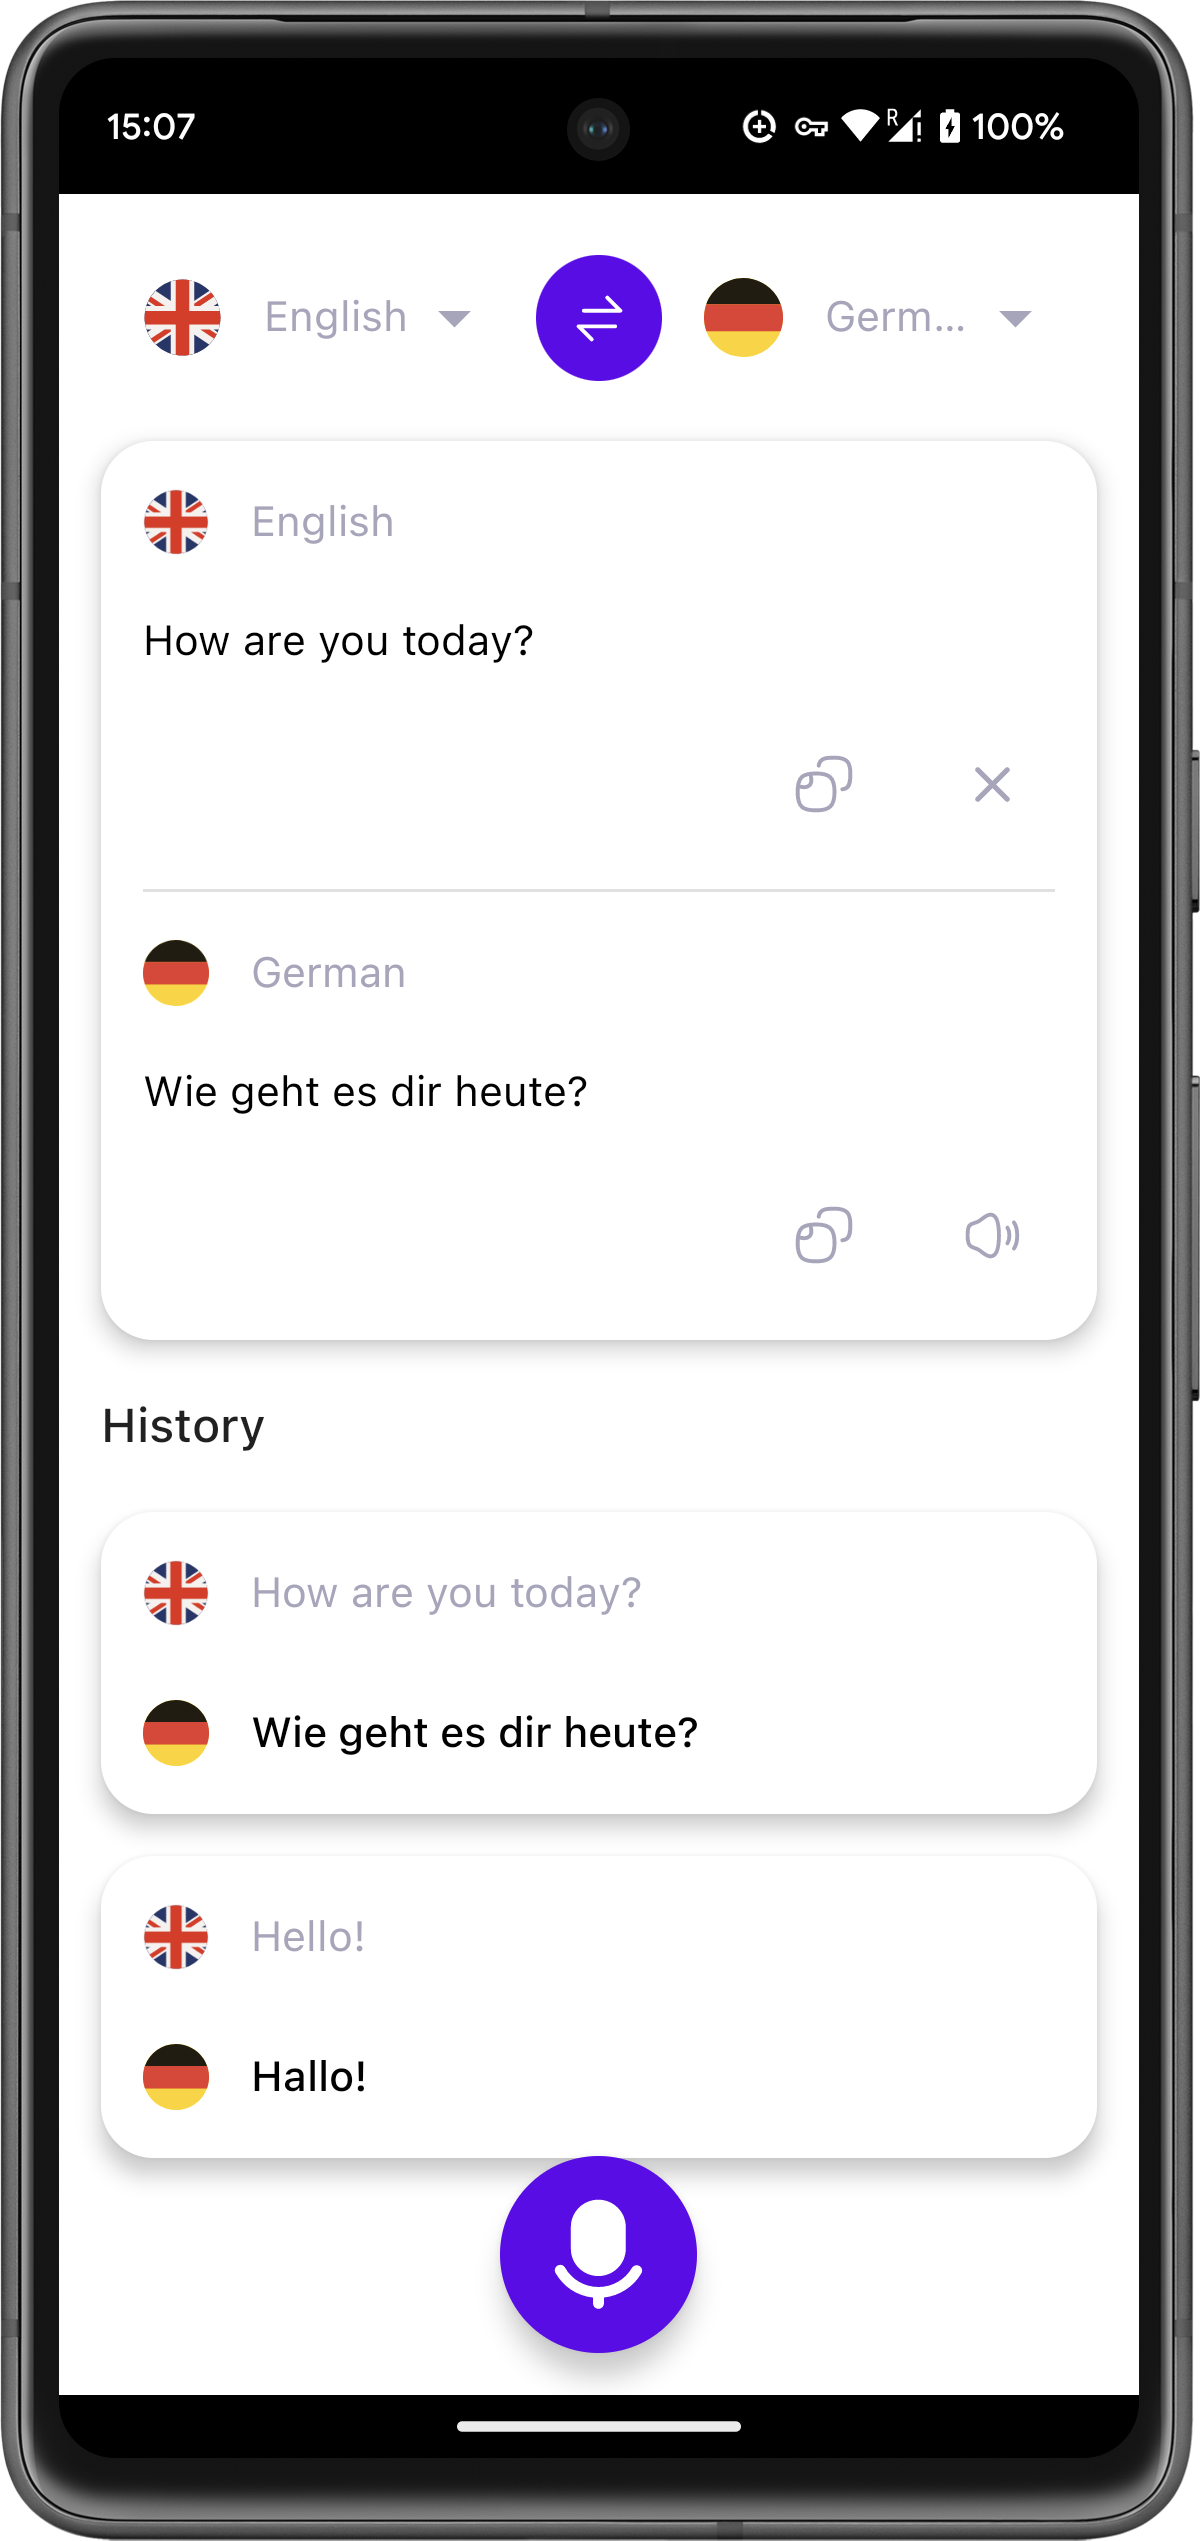 15:07 R 100%
English Germ...
English
How are you today?
German
Wie geht es dir heute?
History
How are you today?
Wie geht es dir heute?
Hello!
Hallo!